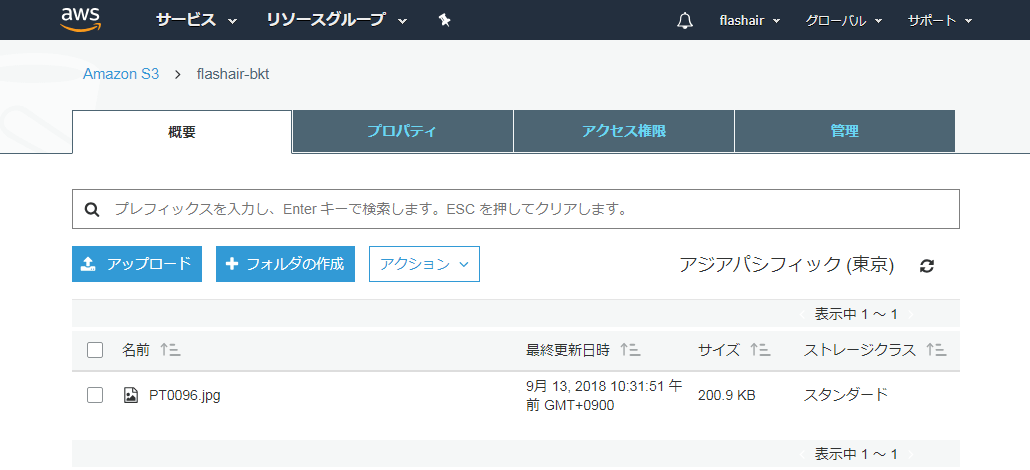 aws サービス リソースグループ flashair グローバル サポート
Amazon S3 flashair-bkt
概要 プロパティ アクセス権限 管理
プレフィックスを入力し、Enter キーで検索します。ESC を押してクリアします。
アップロード フォルダの作成 アクション アジアパシフィック (東京)
表示中 1 ～ 1
名前 最終更新日時 サイズ ストレージクラス
PT0096.jpg 9月 13, 2018 10:31:51 午 200.9 KB スタンダード
前 GMT+0900
表示中 1 ～ 1